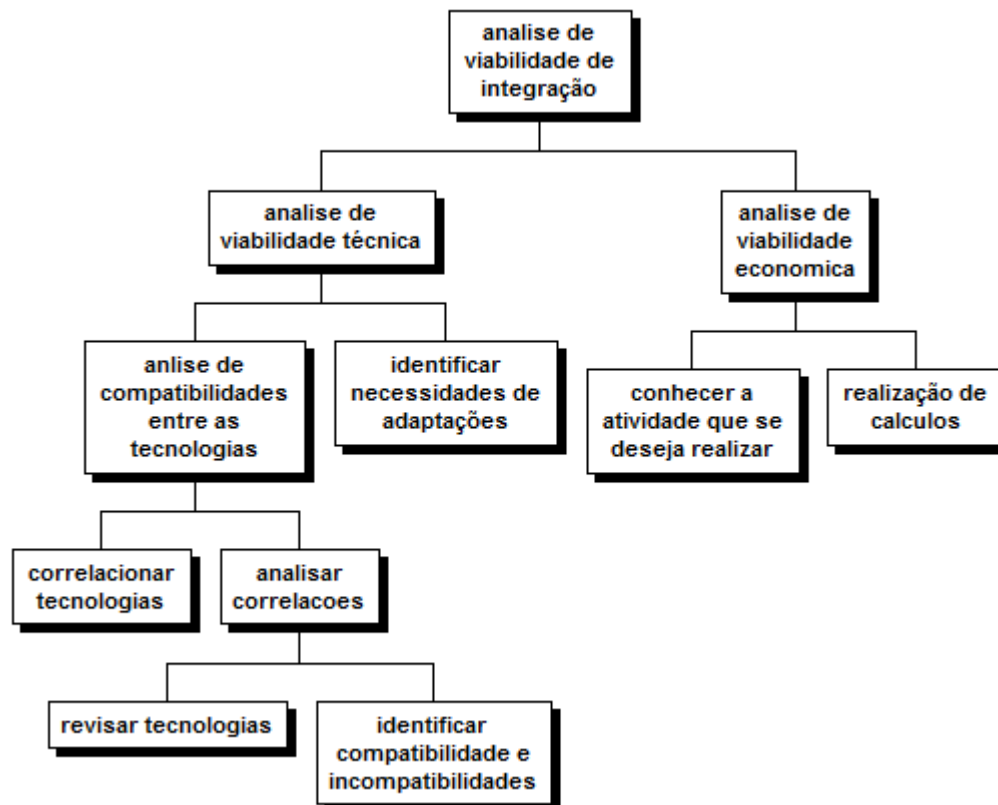 analise de
viabilidade de
integração
analise de
viabilidade técnica
analise de
viabilidade
economica
anlise de
compatibilidades
entre as
tecnologias
identificar
necessidades de
adaptações
conhecer a
atividade que se
deseja realizar
realização de
calculos
correlacionar
tecnologias
analisar
correlacoes
revisar tecnologias
identificar
compatibilidade e
incompatibilidades